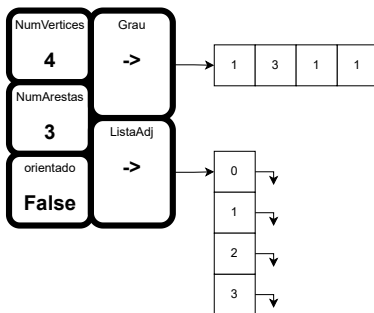 NumVertices
4
Grau
->
1 3 1 1
NumArestas
3
ListaAdj
->
orientado
False
0
1
2
3